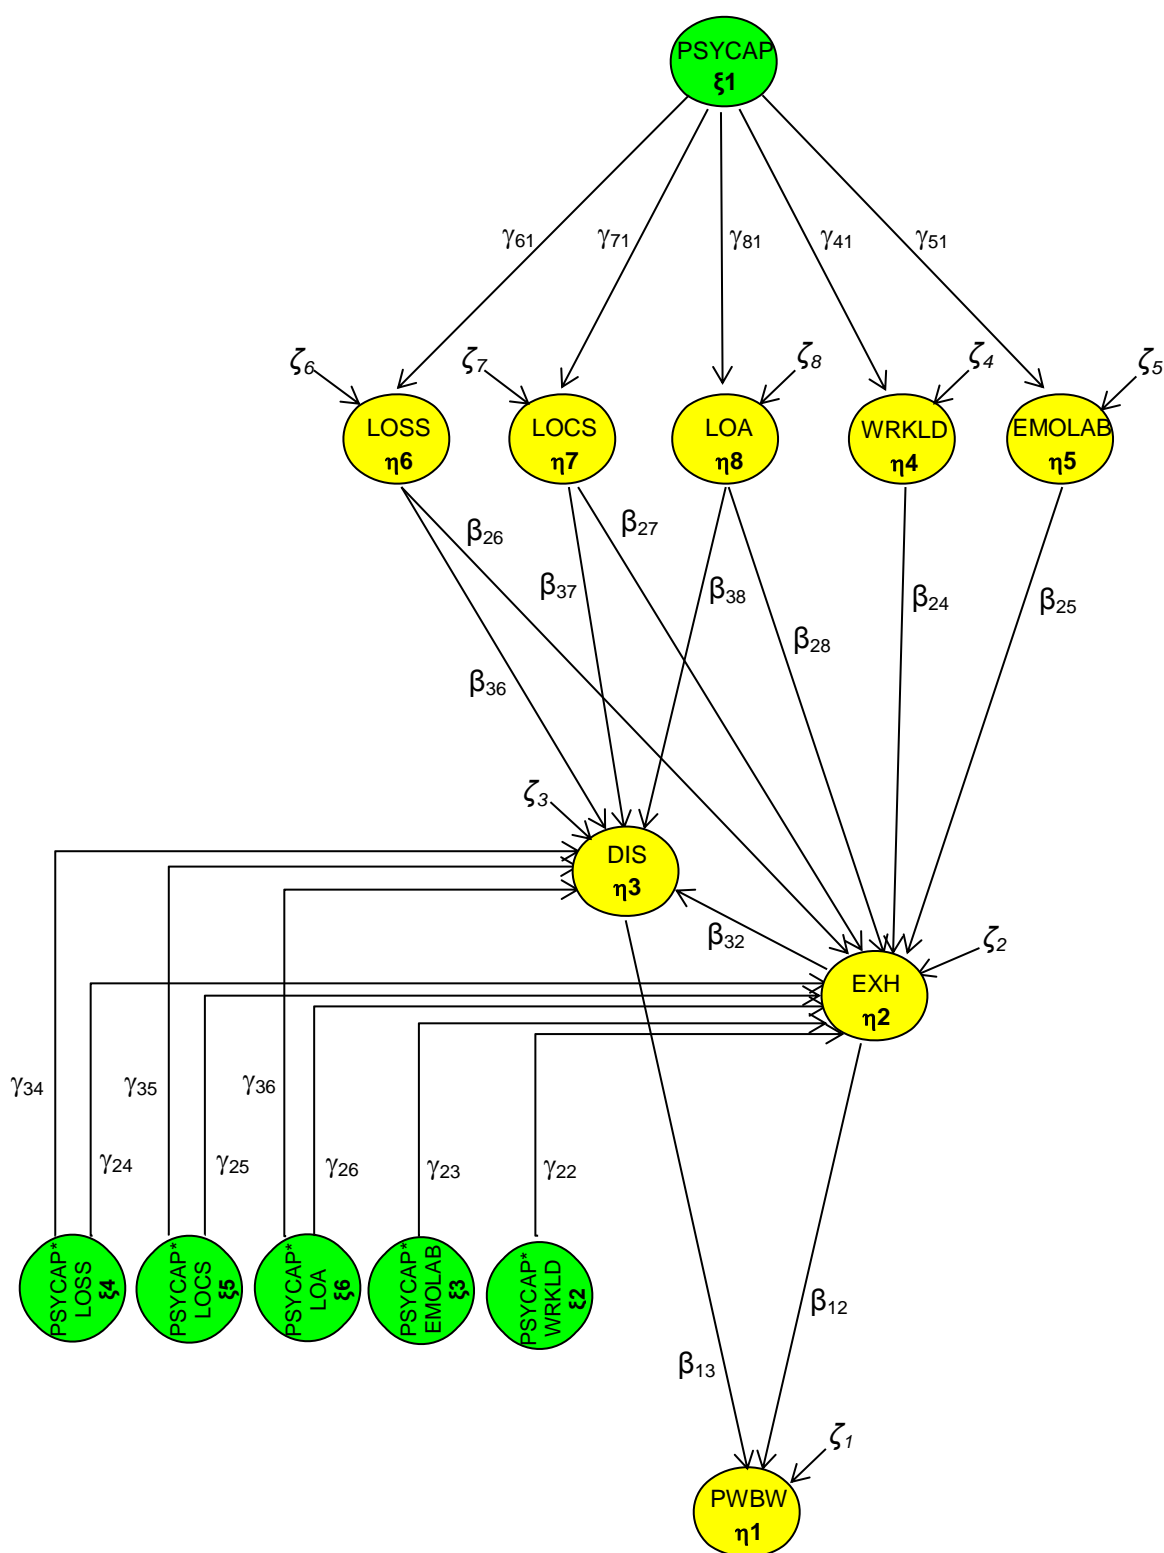 PSYCAP
ξ1
γ61
γ71
γ81
γ41
γ51
ζ6
ζ7
ζ8
ζ4
ζ5
LOSS
η6
LOCS
η7
LOA
η8
WRKLD
η4
EMOLAB
η5
β26
β27
β37
β38
β24
β25
β28
β36
ζ3
DIS
η3
β32
ζ2
EXH
η2
γ34
γ35
γ36
γ24
γ25
γ26
γ23
γ22
PSYCAP*
LOSS
ξ4
PSYCAP*
LOCS
ξ5
PSYCAP*
LOA
ξ6
PSYCAP*
EMOLAB
ξ3
PSYCAP*
WRKLD
ξ2
β12
β13
ζ1
PWBW
η1